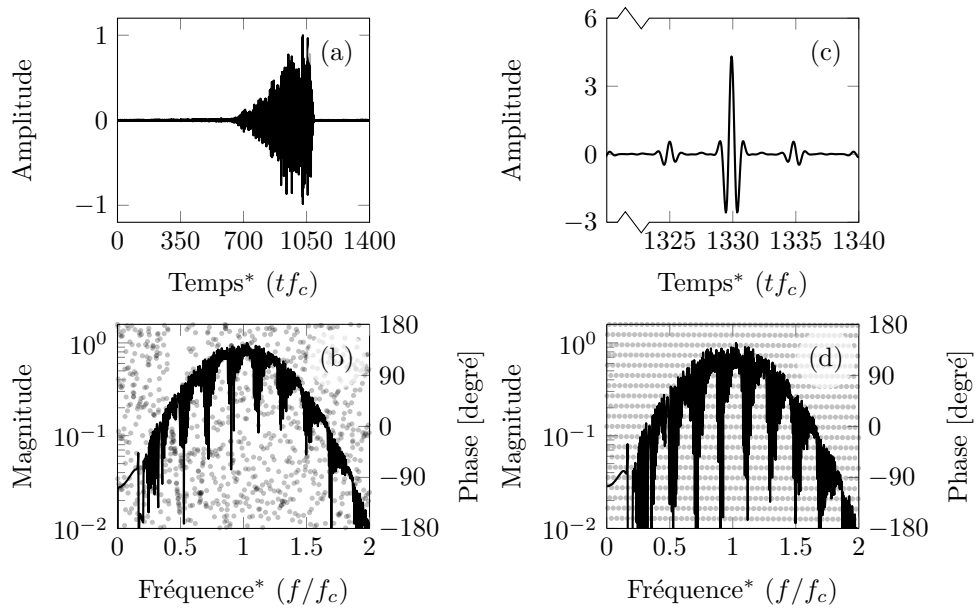 (a)
Amplitude
1
0
−1
0 350 700 1050 1400
Temps* (tf_c)
(c)
Amplitude
6
3
0
−3
1325 1330 1335 1340
Temps* (tf_c)
(b)
Magnitude
10^0
10^−1
10^−2
180
90
0
−90
−180
Phase [degré]
0 0.5 1 1.5 2
Fréquence* (f/f_c)
(d)
Magnitude
10^0
10^−1
10^−2
180
90
0
−90
−180
Phase [degré]
0 0.5 1 1.5 2
Fréquence* (f/f_c)